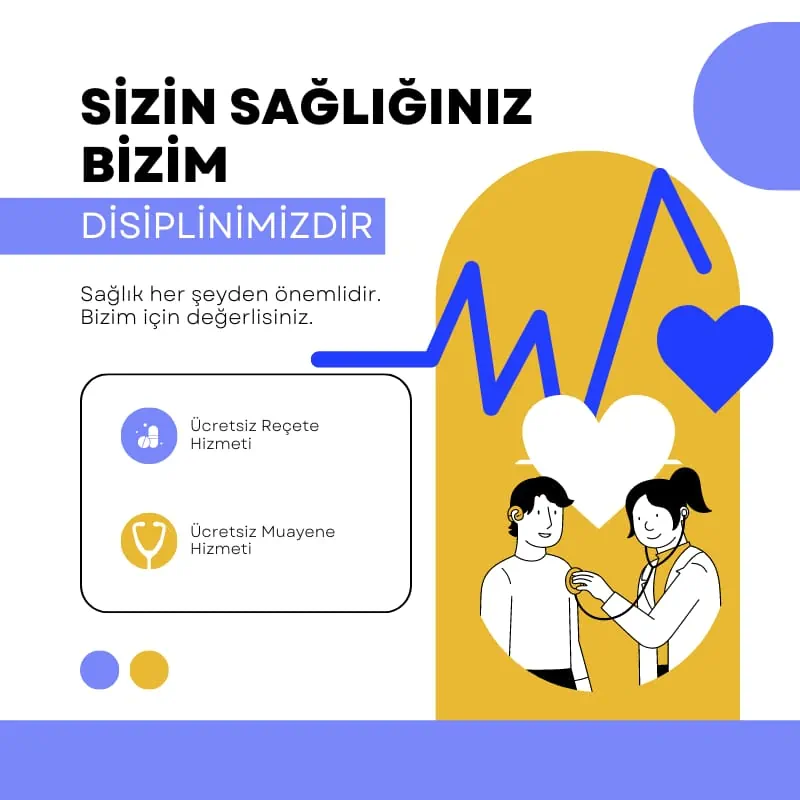 SİZİN SAĞLIĞINIZ
BİZİM
DİSİPLİNİMİZDİR
Sağlık her şeyden önemlidir.
Bizim için değerlisiniz.
Ücretsiz Reçete
Hizmeti
Ücretsiz Muayene
Hizmeti